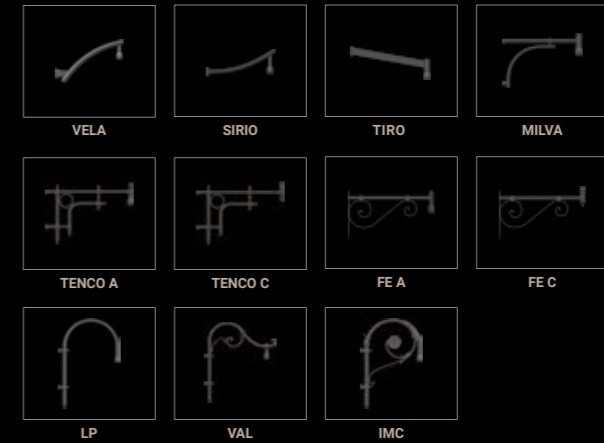 VELA
SIRIO
TIRO
MILVA
TENCO A
TENCO C
FE A
FE C
LP
VAL
IMC